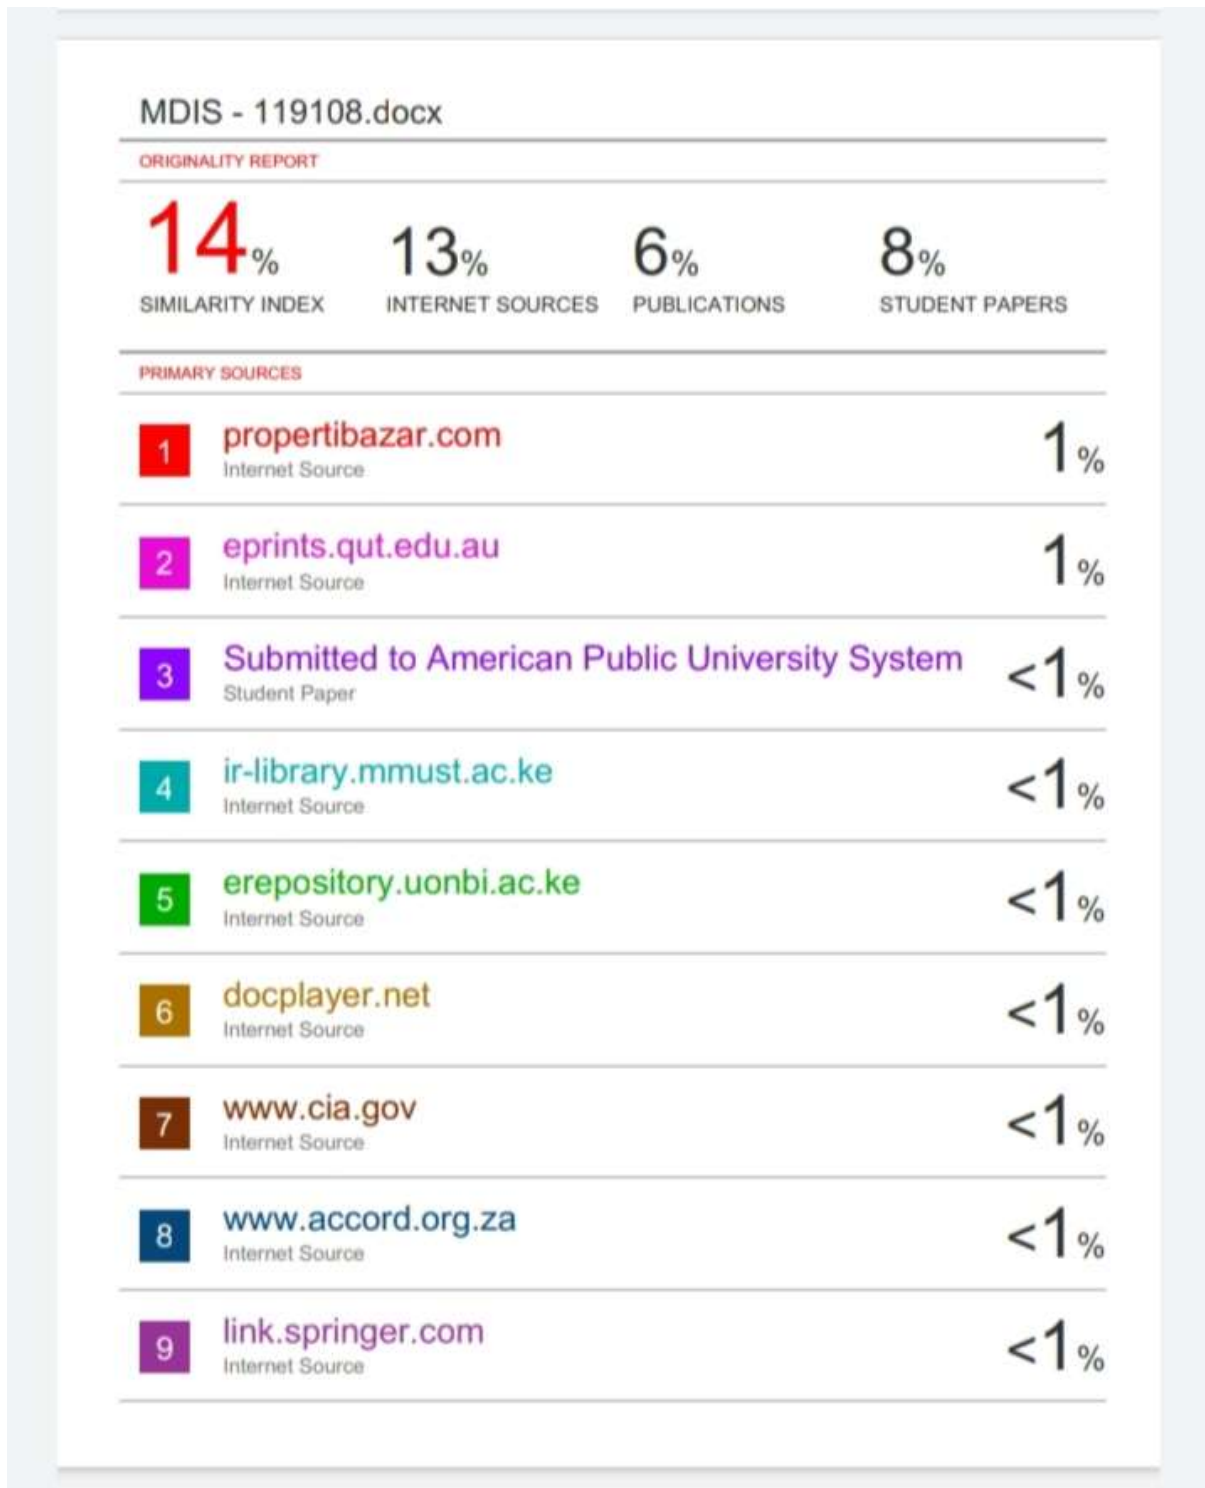 MDIS - 119108.docx
ORIGINALITY REPORT
14% 13% 6% 8%
SIMILARITY INDEX INTERNET SOURCES PUBLICATIONS STUDENT PAPERS
PRIMARY SOURCES
1 propertibazar.com 1%
Internet Source
2 eprints.qut.edu.au 1%
Internet Source
3 Submitted to American Public University System <1%
Student Paper
4 ir-library.mmust.ac.ke <1%
Internet Source
5 erepository.uonbi.ac.ke <1%
Internet Source
6 docplayer.net <1%
Internet Source
7 www.cia.gov <1%
Internet Source
8 www.accord.org.za <1%
Internet Source
9 link.springer.com <1%
Internet Source